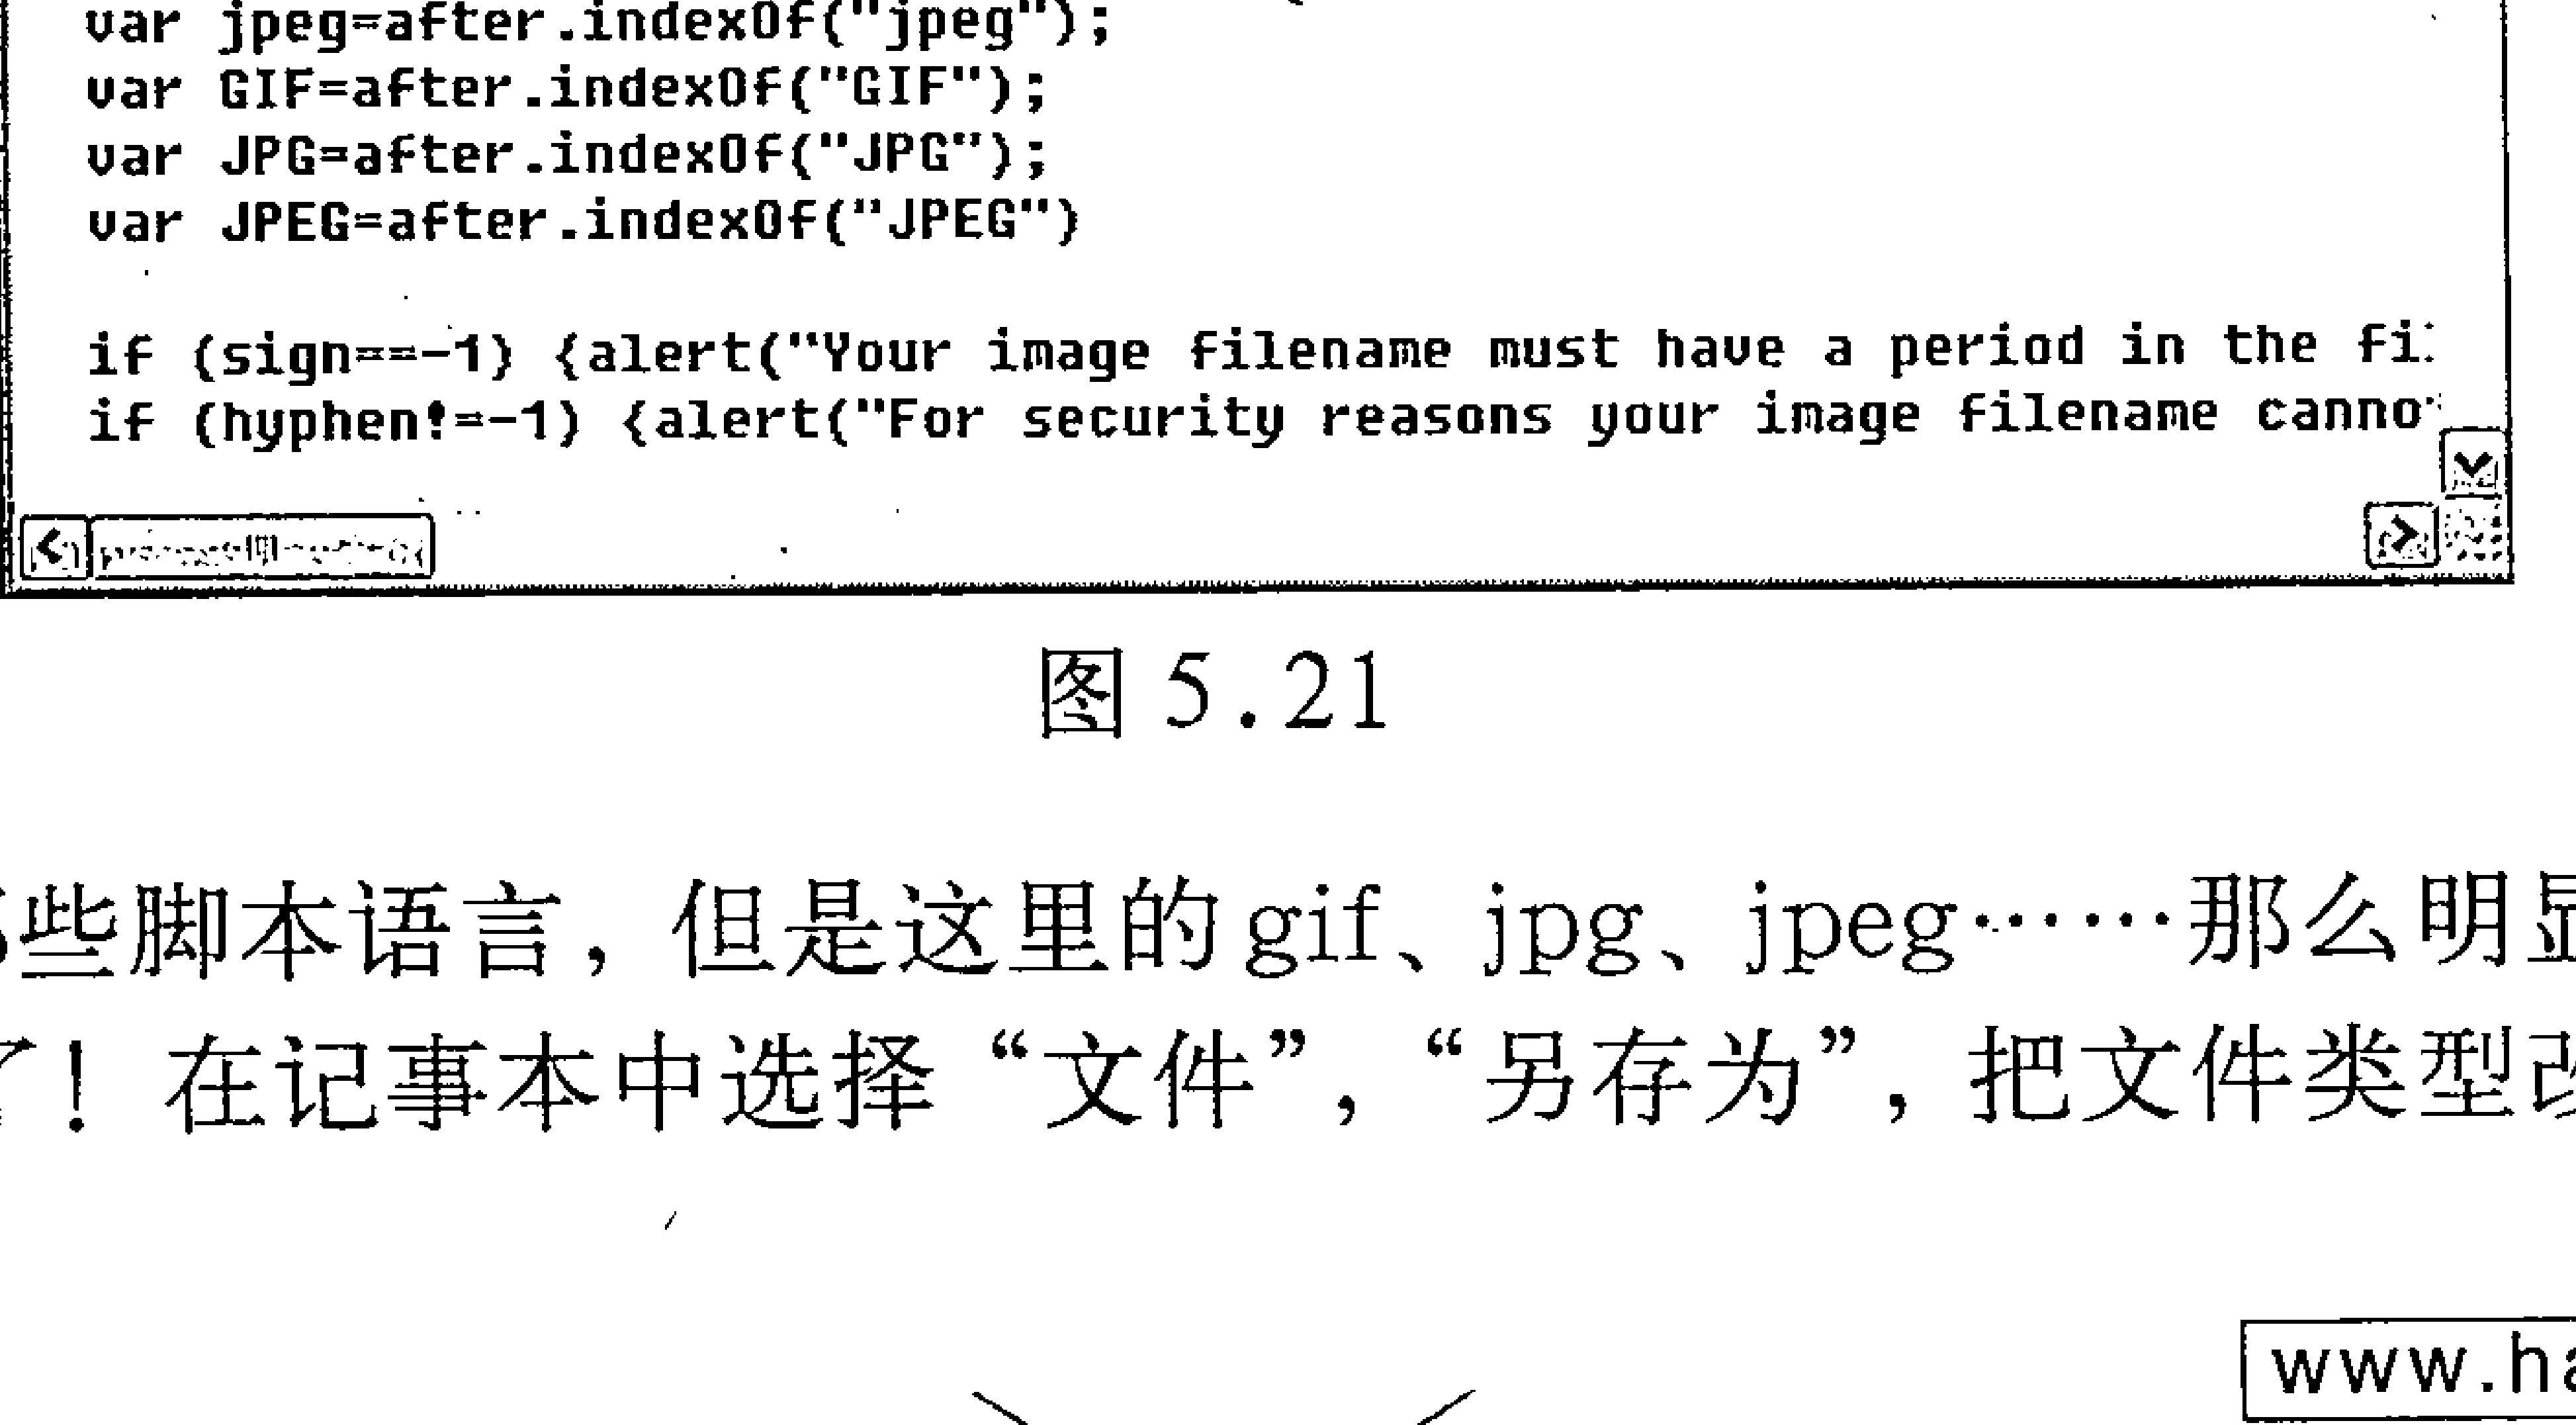 var jpeg=after.indexOf("jpeg");
var GIF=after.indexOf("GIF");
var JPG=after.indexOf("JPG");
var JPEG=after.indexOf("JPEG")
if (sign==-1) {alert("Your image filename must have a period in the
if (hyphen!=-1) {alert("For security reasons your image filename
图 5.21
些脚本语言，但是这里的gif、jpg、jpeg……那么明显
了！在记事本中选择“文件”，“另存为”，把文件类型改